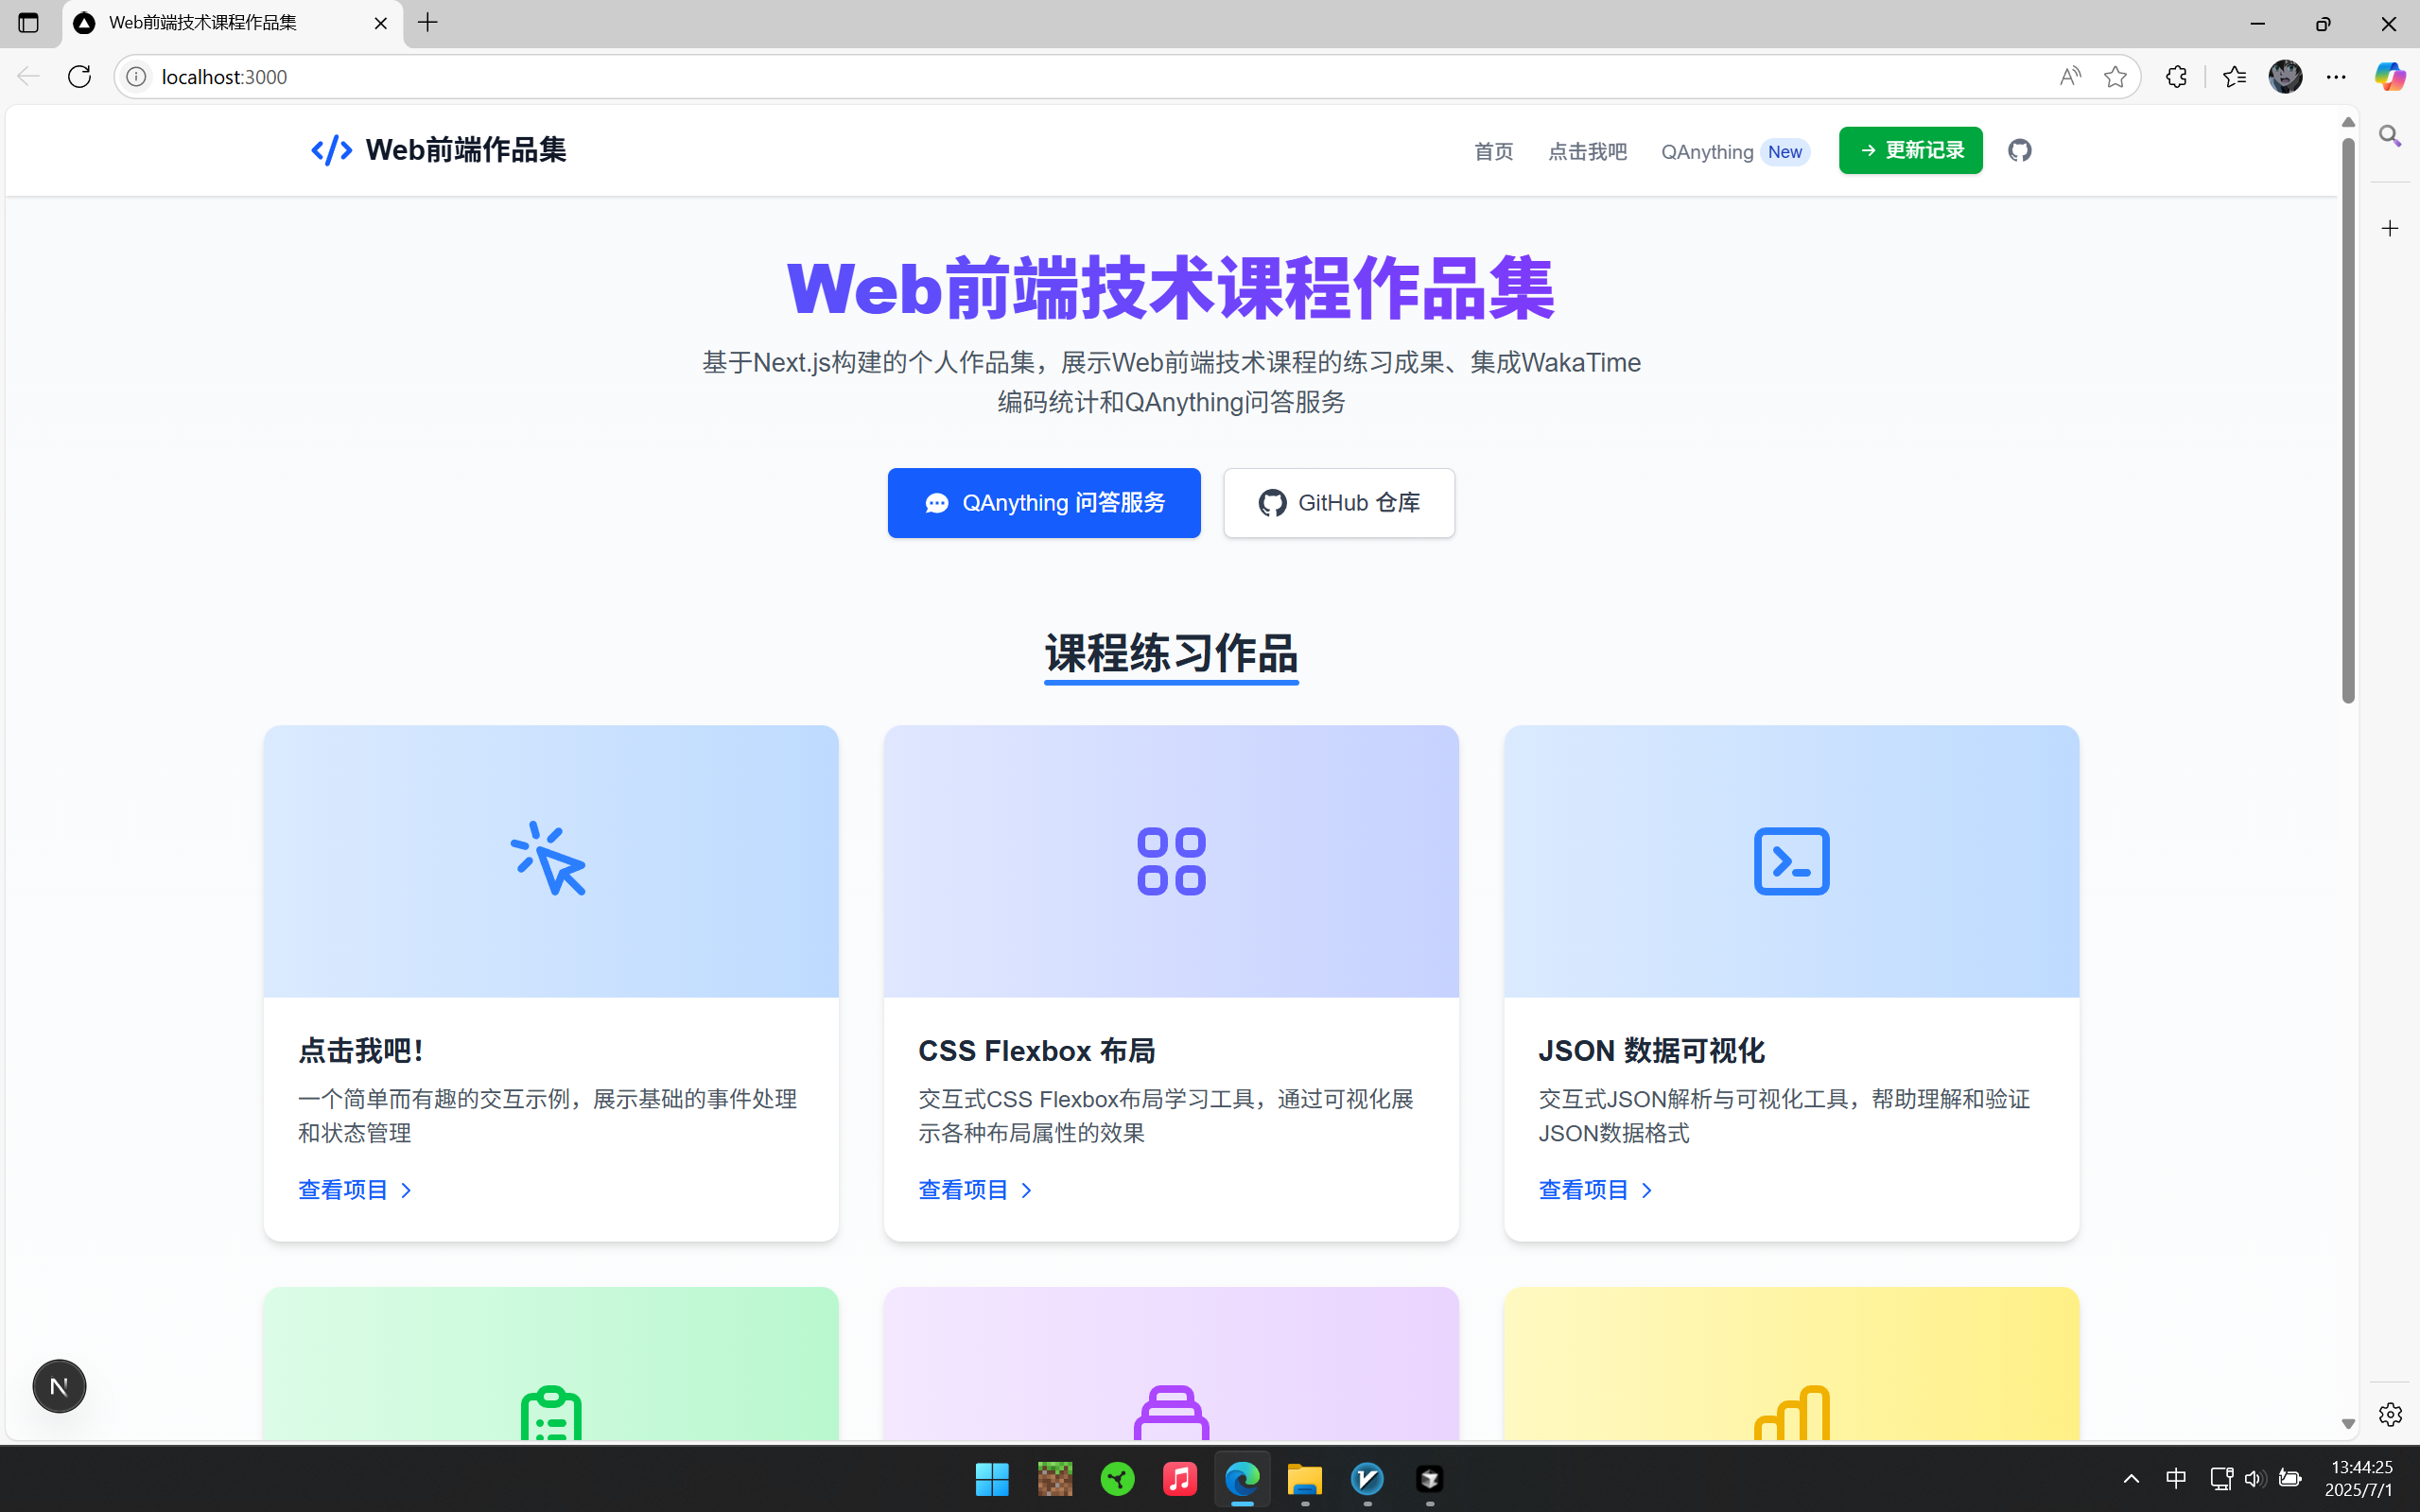 Web前端技术课程作品集
localhost:3000
Web前端作品集
首页
点击我吧
QAnything New
更新记录
Web前端技术课程作品集
基于Next.js构建的个人作品集，展示Web前端技术课程的练习成果、集成WakaTime
编码统计和QAnything问答服务
QAnything 问答服务
GitHub 仓库
课程练习作品
点击我吧！
一个简单而有趣的交互示例，展示基础的事件处理
和状态管理
查看项目
CSS Flexbox 布局
交互式CSS Flexbox布局学习工具，通过可视化展
示各种布局属性的效果
查看项目
JSON 数据可视化
交互式JSON解析与可视化工具，帮助理解和验证
JSON数据格式
查看项目
N
中
13:44:25
2025/7/1